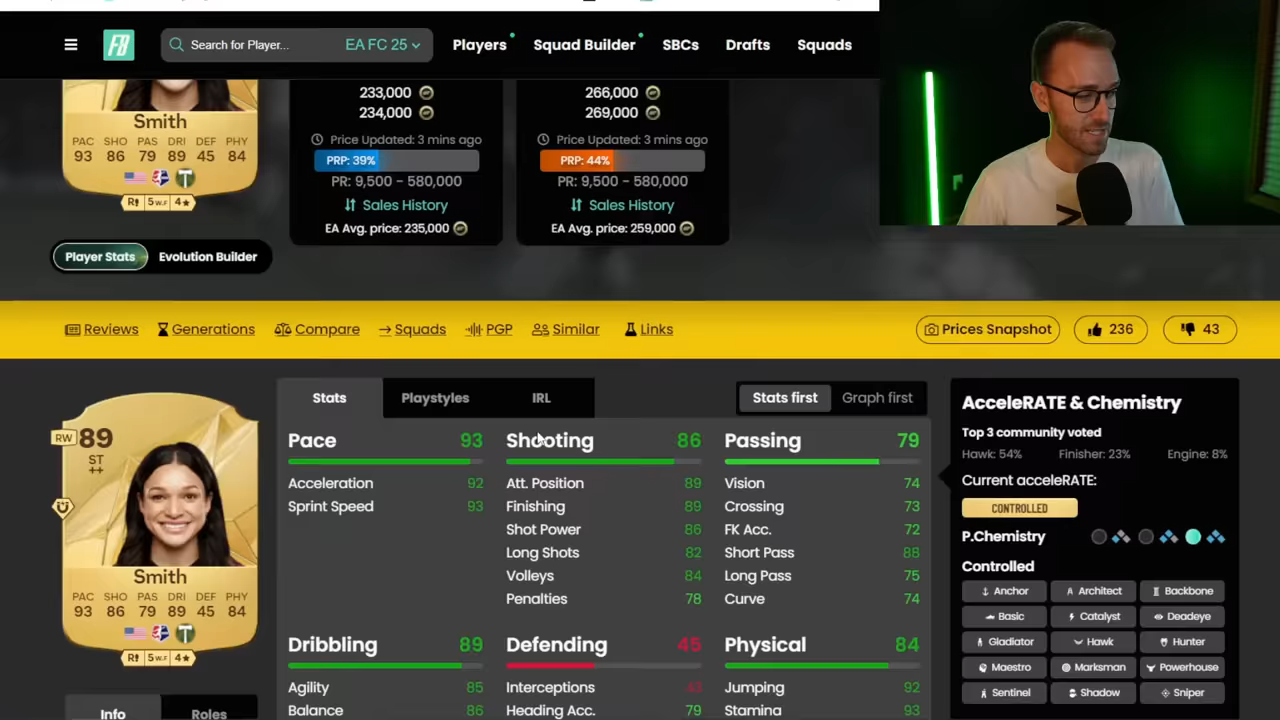 FB
Search for Player...
EA FC 25
Players
Squad Builder
SBCs
Drafts
Squads
Smith
PAC SHO PAS DRI DEF PHY
93 86 79 89 45 84
5 W.F 4★
233,000
234,000
Price Updated: 3 mins ago
PRP: 39%
PR: 9,500 - 580,000
Sales History
EA Avg. price: 235,000
266,000
269,000
Price Updated: 3 mins ago
PRP: 44%
PR: 9,500 - 580,000
Sales History
EA Avg. price: 259,000
Player Stats
Evolution Builder
Reviews
Generations
Compare
Squads
PGP
Similar
Links
Prices Snapshot
236
43
RW 89
ST
++
Smith
PAC SHO PAS DRI DEF PHY
93 86 79 89 45 84
5 W.F 4★
Info
Roles
Stats
Playstyles
IRL
Stats first
Graph first
Pace 93
Acceleration 92
Sprint Speed 93
Shooting 86
Att. Position 89
Finishing 89
Shot Power 86
Long Shots 82
Volleys 84
Penalties 78
Passing 79
Vision 74
Crossing 73
FK Acc. 72
Short Pass 88
Long Pass 75
Curve 74
Dribbling 89
Agility 85
Balance 86
Defending 45
Interceptions 43
Heading Acc. 79
Physical 84
Jumping 92
Stamina 93
AcceleRATE & Chemistry
Top 3 community voted
Hawk: 54% Finisher: 23% Engine: 8%
Current acceleRATE:
CONTROLLED
P.Chemistry
Controlled
Anchor Architect Backbone
Basic Catalyst Deadeye
Gladiator Hawk Hunter
Maestro Marksman Powerhouse
Sentinel Shadow Sniper